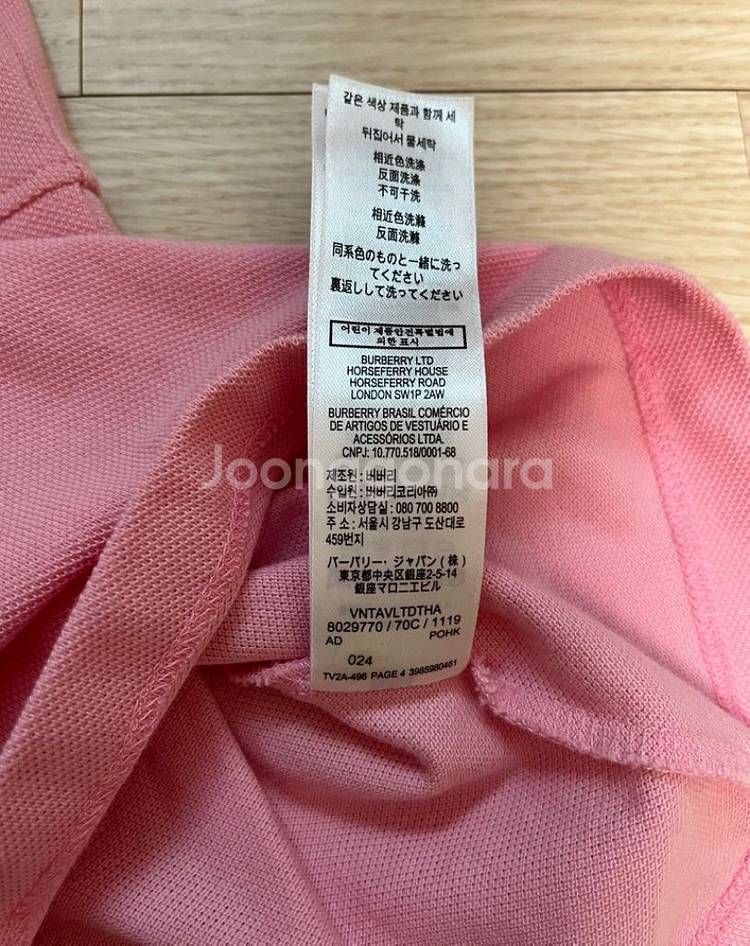 같은 색상 제품과 함께 세
탁
뒤집어서 물세탁
相近色洗涤
反面洗涤
不可干洗
相近色洗滌
反面洗滌
同系色のものと一緒に洗っ
てください
裏返しして洗ってください
어린이 제품안전특별법에
의한 표시
BURBERRY LTD
HORSEFERRY HOUSE
HORSEFERRY ROAD
LONDON SW1P 2AW
BURBERRY BRASIL COMÉRCIO
DE ARTIGOS DE VESTUÁRIO E
ACESSÓRIOS LTDA.
CNPJ: 10.770.518/0001-68
Joonggonara
제조원 : 버버리
수입원 : 버버리코리아㈜
소비자상담실 : 080 700 8800
주 소 : 서울시 강남구 도산대로
459번지
バーバリー・ジャパン (株)
東京都中央区銀座2-5-14
銀座マロニエビル
VNTAVLTDTHA
8029770 / 70C / 1119
AD POHK
024
TV2A-496 PAGE 4 3985980461